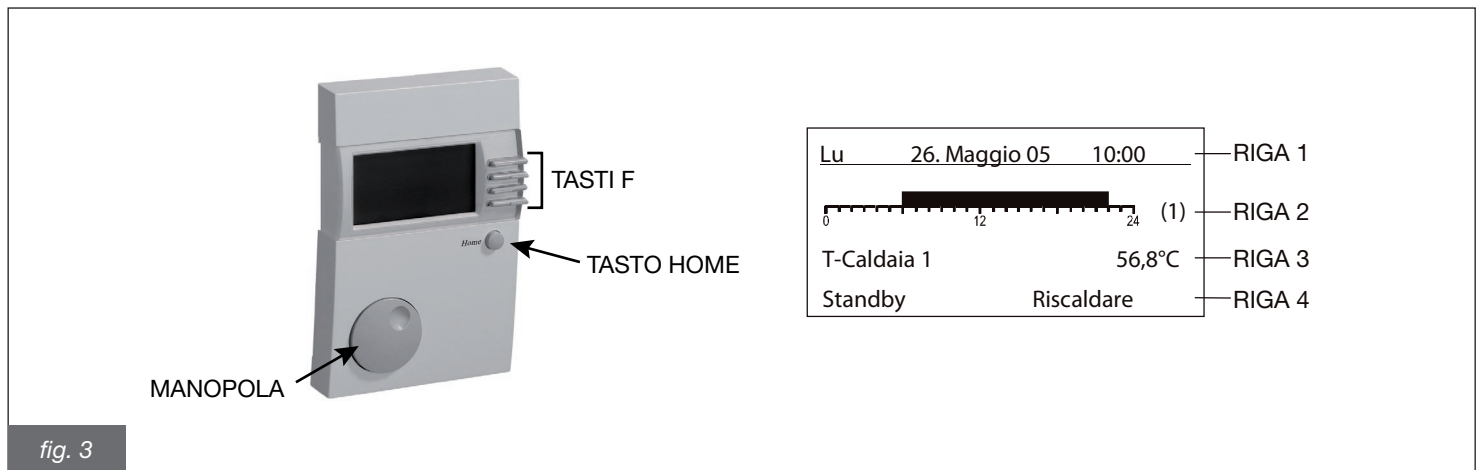 TASTI F
Home
TASTO HOME
MANOPOLA
Lu 26. Maggio 05 10:00
RIGA 1
0 12 24 (1)
RIGA 2
T-Caldaia 1 56,8°C
RIGA 3
Standby Riscaldare
RIGA 4
fig. 3